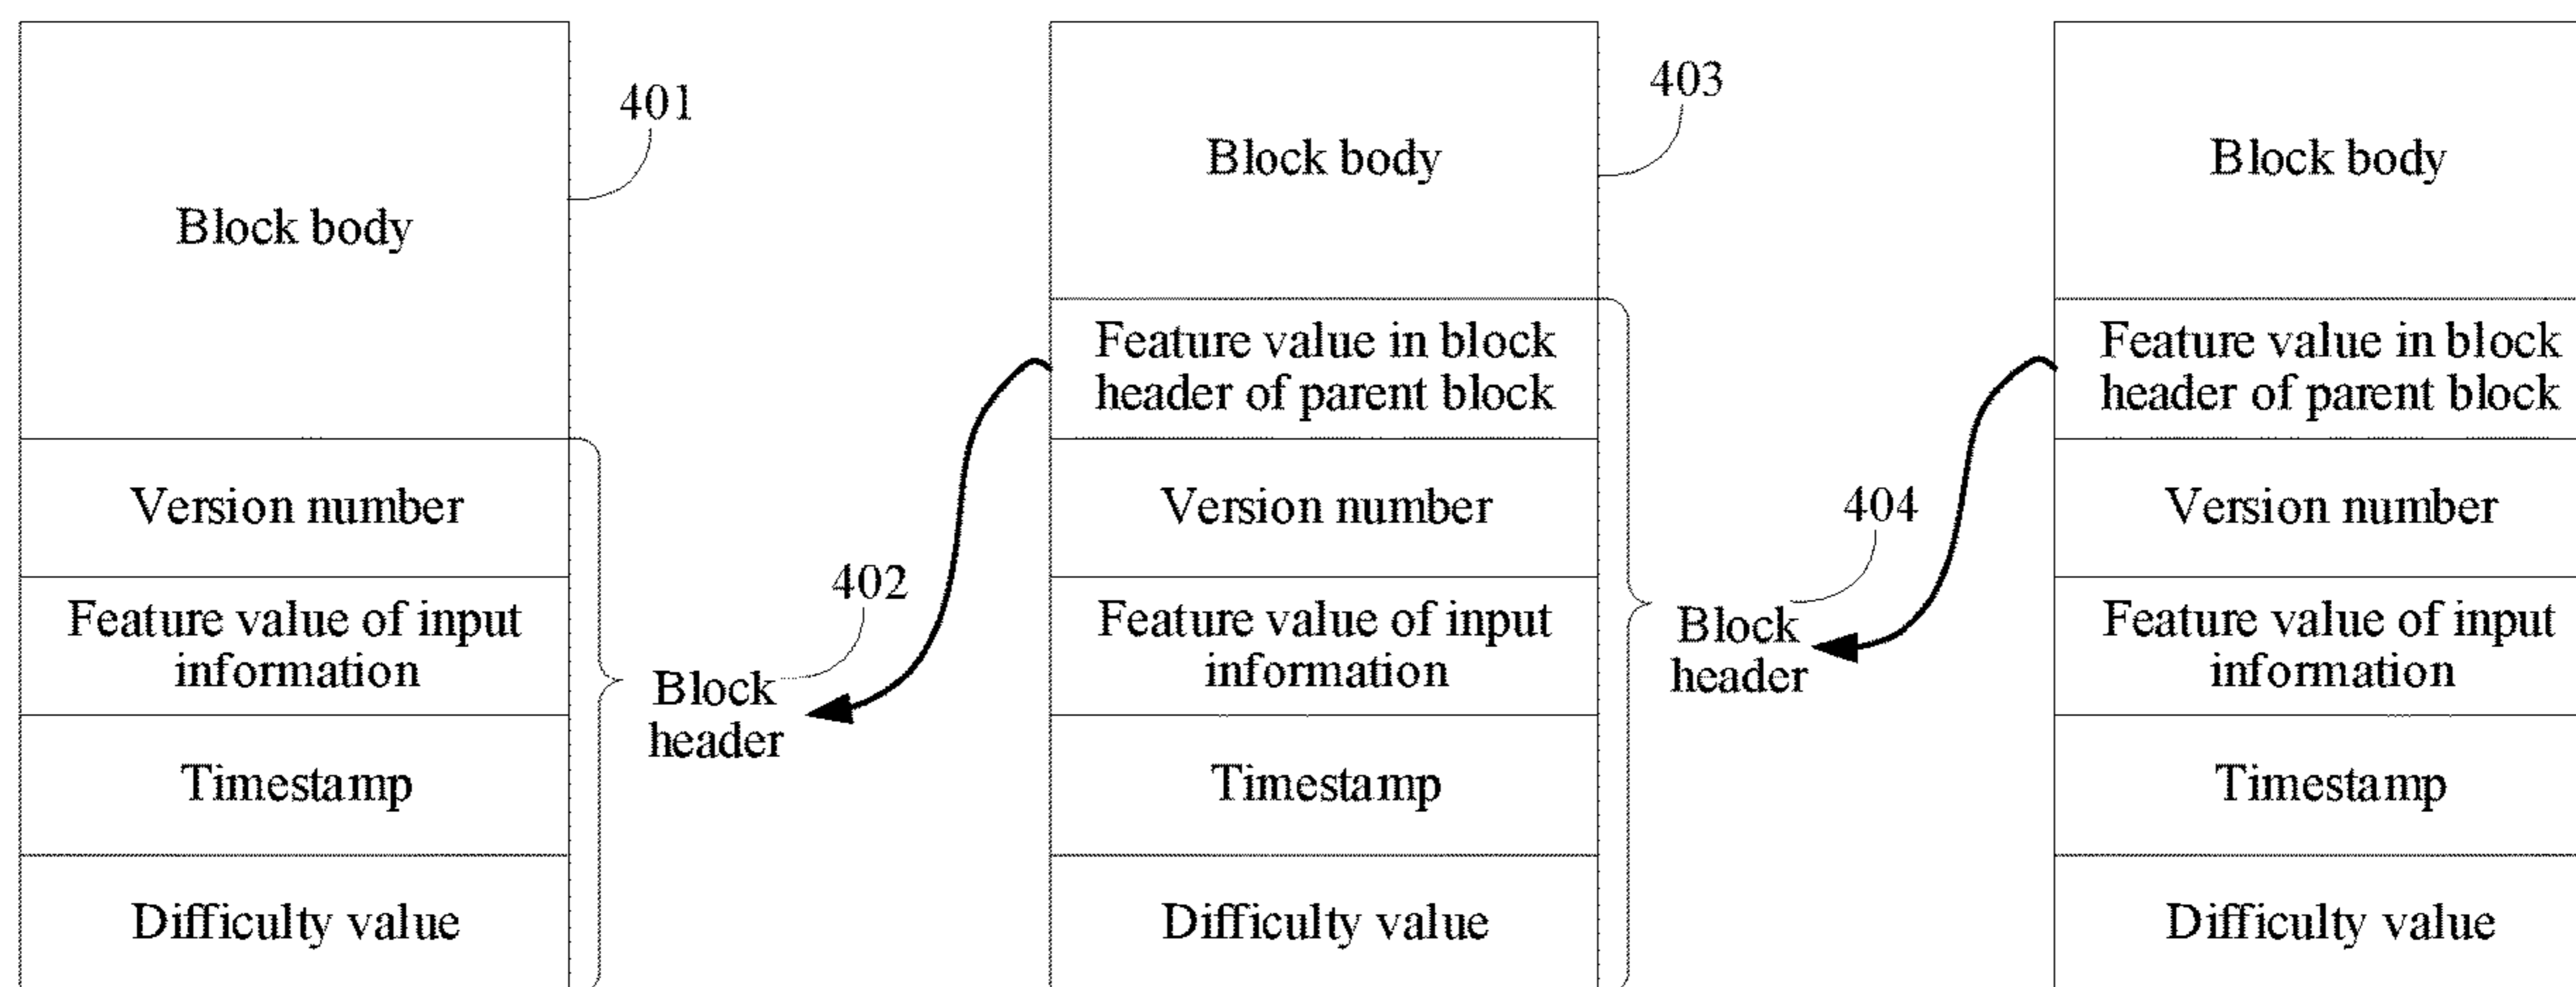 401
Block body
Version number
Feature value of input
information
Timestamp
Difficulty value
402
Block
header
403
Block body
Feature value in block
header of parent block
Version number
Feature value of input
information
Timestamp
Difficulty value
404
Block
header
Block body
Feature value in block
header of parent block
Version number
Feature value of input
information
Timestamp
Difficulty value